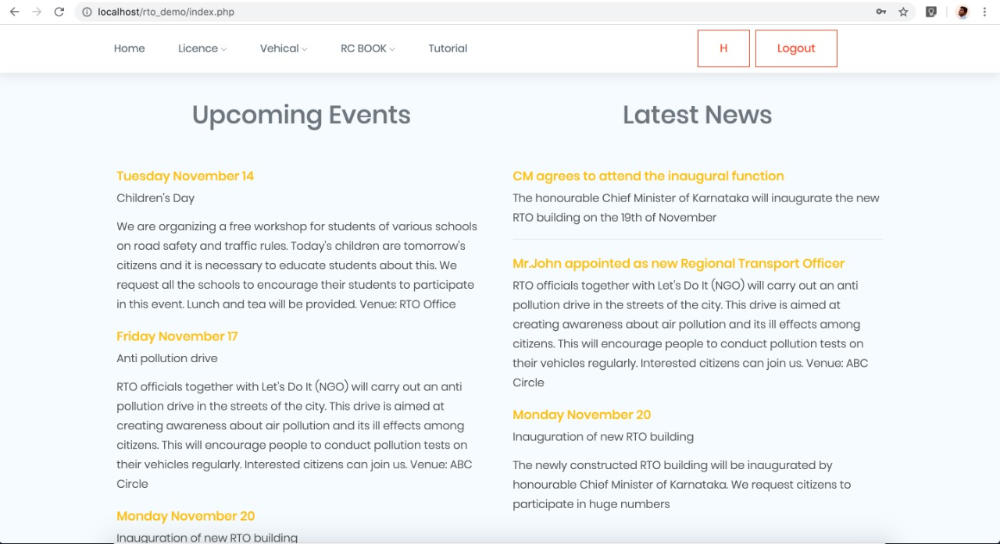 localhost/rto_demo/index.php
Home Licence Vehical RC BOOK Tutorial H Logout
Upcoming Events
Tuesday November 14
Children's Day
We are organizing a free workshop for students of various schools
on road safety and traffic rules. Today's children are tomorrow's
citizens and it is necessary to educate students about this. We
request all the schools to encourage their students to participate
in this event. Lunch and tea will be provided. Venue: RTO Office
Friday November 17
Anti pollution drive
RTO officials together with Let's Do It (NGO) will carry out an anti
pollution drive in the streets of the city. This drive is aimed at
creating awareness about air pollution and its ill effects among
citizens. This will encourage people to conduct pollution tests on
their vehicles regularly. Interested citizens can join us. Venue: ABC
Circle
Monday November 20
Inauguration of new RTO building
Latest News
CM agrees to attend the inaugural function
The honourable Chief Minister of Karnataka will inaugurate the new
RTO building on the 19th of November
Mr.John appointed as new Regional Transport Officer
RTO officials together with Let's Do It (NGO) will carry out an anti
pollution drive in the streets of the city. This drive is aimed at
creating awareness about air pollution and its ill effects among
citizens. This will encourage people to conduct pollution tests on
their vehicles regularly. Interested citizens can join us. Venue: ABC
Circle
Monday November 20
Inauguration of new RTO building
The newly constructed RTO building will be inaugurated by
honourable Chief Minister of Karnataka. We request citizens to
participate in huge numbers